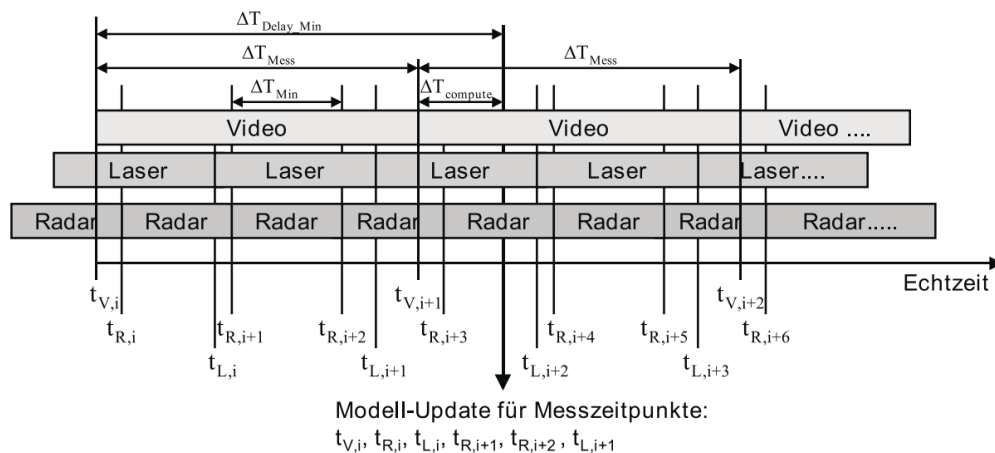 ΔT_Delay_Min
ΔT_Mess ΔT_Mess
ΔT_Min ΔT_compute
Video Video Video ....
Laser Laser Laser Laser Laser....
Radar Radar Radar Radar Radar Radar Radar Radar.....
Echtzeit
t_V,i t_V,i+1 t_V,i+2
t_R,i t_R,i+1 t_R,i+2 t_R,i+3 t_R,i+4 t_R,i+5 t_R,i+6
t_L,i t_L,i+1 t_L,i+2 t_L,i+3
Modell-Update für Messzeitpunkte:
t_V,i, t_R,i, t_L,i, t_R,i+1, t_R,i+2 , t_L,i+1